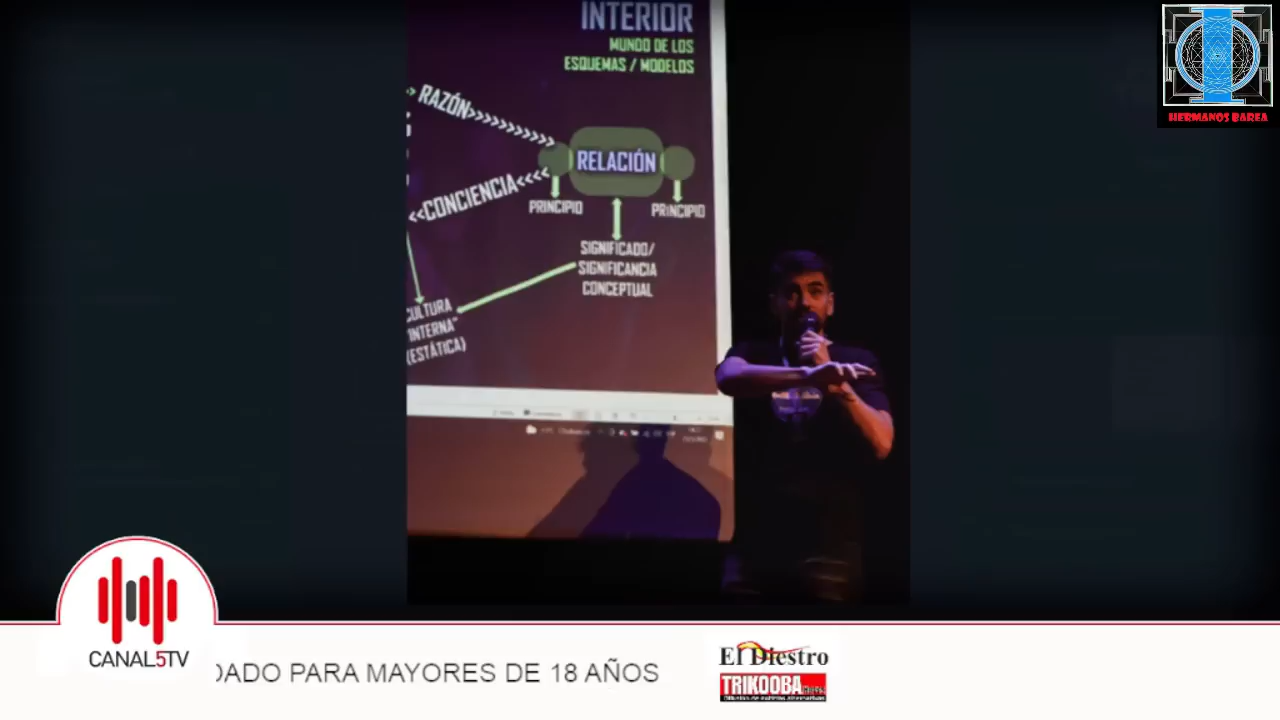 INTERIOR
MUNDO DE LOS
ESQUEMAS / MODELOS
HERMANOS BAREA
RAZÓN
RELACIÓN
CONCIENCIA
PRINCIPIO
PRINCIPIO
SIGNIFICADO/
SIGNIFICANCIA
CONCEPTUAL
CULTURA
"INTERNA"
(ESTÁTICA)
CANAL5TV
DADO PARA MAYORES DE 18 AÑOS
El Diestro
TRIKOOBA